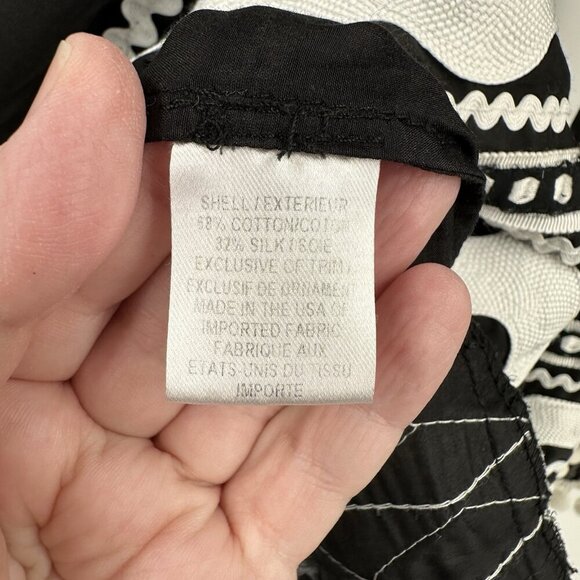 SHELL / EXTERIEUR
68% COTTON/COTON
32% SILK / SOIE
EXCLUSIVE OF TRIM /
EXCLUSIF DE ORNAMENT
MADE IN THE USA OF
IMPORTED FABRIC
FABRIQUE AUX
ETATS-UNIS DU TISSU
IMPORTE